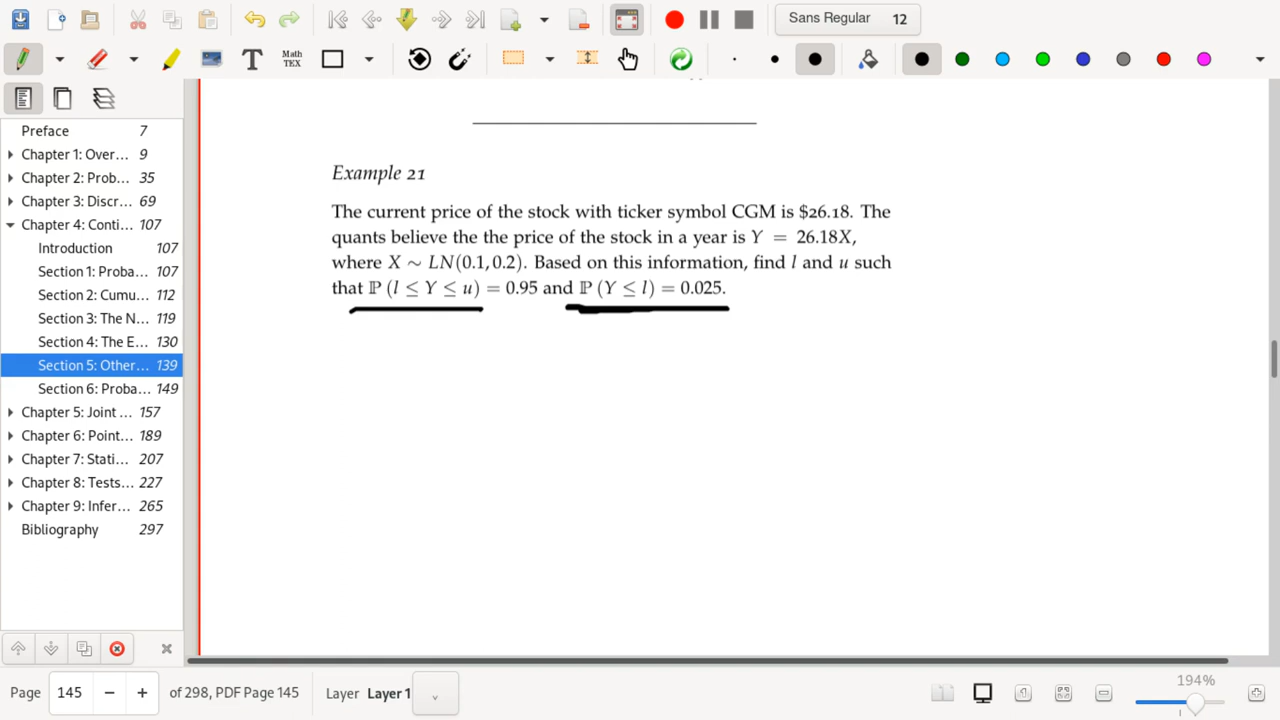 Sans Regular 12
T
Math
TEX
Preface 7
Chapter 1: Over... 9
Chapter 2: Prob... 35
Chapter 3: Discr... 69
Chapter 4: Conti... 107
Introduction 107
Section 1: Proba... 107
Section 2: Cumu... 112
Section 3: The N... 119
Section 4: The E... 130
Section 5: Other... 139
Section 6: Proba... 149
Chapter 5: Joint ... 157
Chapter 6: Point... 189
Chapter 7: Stati... 207
Chapter 8: Tests... 227
Chapter 9: Infer... 265
Bibliography 297
Example 21
The current price of the stock with ticker symbol CGM is $26.18. The
quants believe the the price of the stock in a year is Y = 26.18X,
where X ∼ LN(0.1, 0.2). Based on this information, find l and u such
that ℙ (l ≤ Y ≤ u) = 0.95 and ℙ (Y ≤ l) = 0.025.
Page 145 − + of 298, PDF Page 145 Layer Layer 1 194%